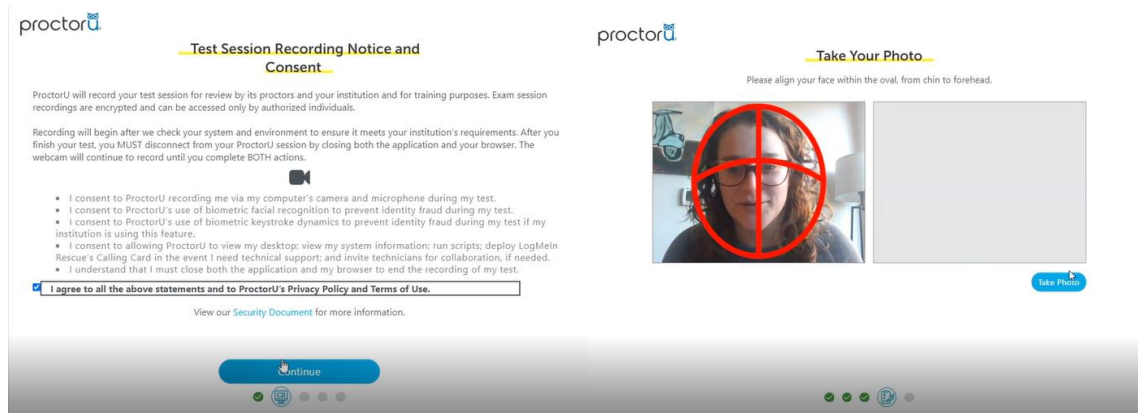 proctorU
Test Session Recording Notice and
Consent
ProctorU will record your test session for review by its proctors and your institution and for training purposes. Exam session
recordings are encrypted and can be accessed only by authorized individuals.
Recording will begin after we check your system and environment to ensure it meets your institution's requirements. After you
finish your test, you MUST disconnect from your ProctorU session by closing both the application and your browser. The
webcam will continue to record until you complete BOTH actions.
• I consent to ProctorU recording me via my computer's camera and microphone during my test.
• I consent to ProctorU's use of biometric facial recognition to prevent identity fraud during my test.
• I consent to ProctorU's use of biometric keystroke dynamics to prevent identity fraud during my test if my
institution is using this feature.
• I consent to allowing ProctorU to view my desktop: view my system information; run scripts; deploy LogMeIn
Rescue's Calling Card in the event I need technical support; and invite technicians for collaboration, if needed.
• I understand that I must close both the application and my browser to end the recording of my test.
I agree to all the above statements and to ProctorU's Privacy Policy and Terms of Use.
View our Security Document for more information.
Continue
proctorU
Take Your Photo
Please align your face within the oval, from chin to forehead.
Take Photo